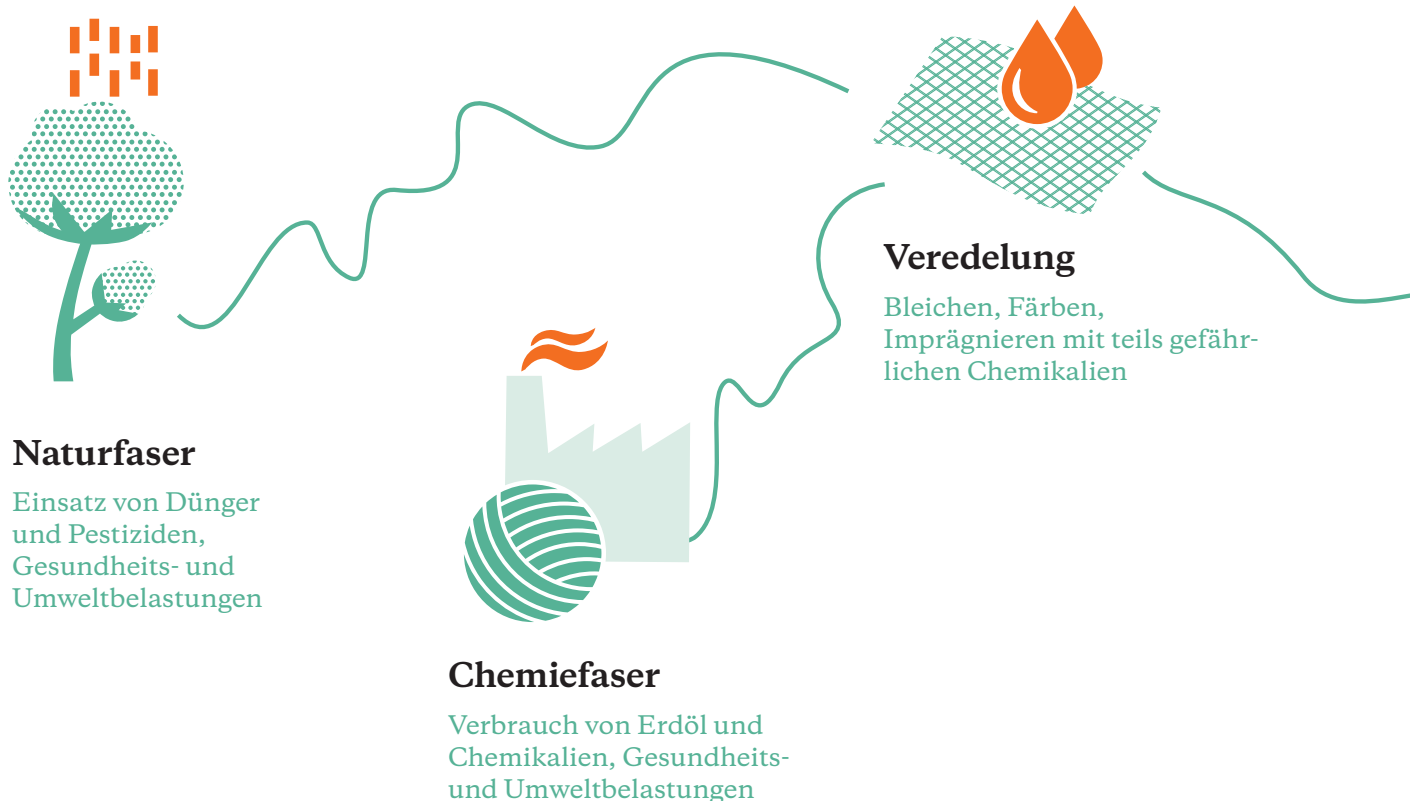 Naturfaser
Einsatz von Dünger
und Pestiziden,
Gesundheits- und
Umweltbelastungen
Chemiefaser
Verbrauch von Erdöl und
Chemikalien, Gesundheits-
und Umweltbelastungen
Veredelung
Bleichen, Färben,
Imprägnieren mit teils gefähr-
lichen Chemikalien